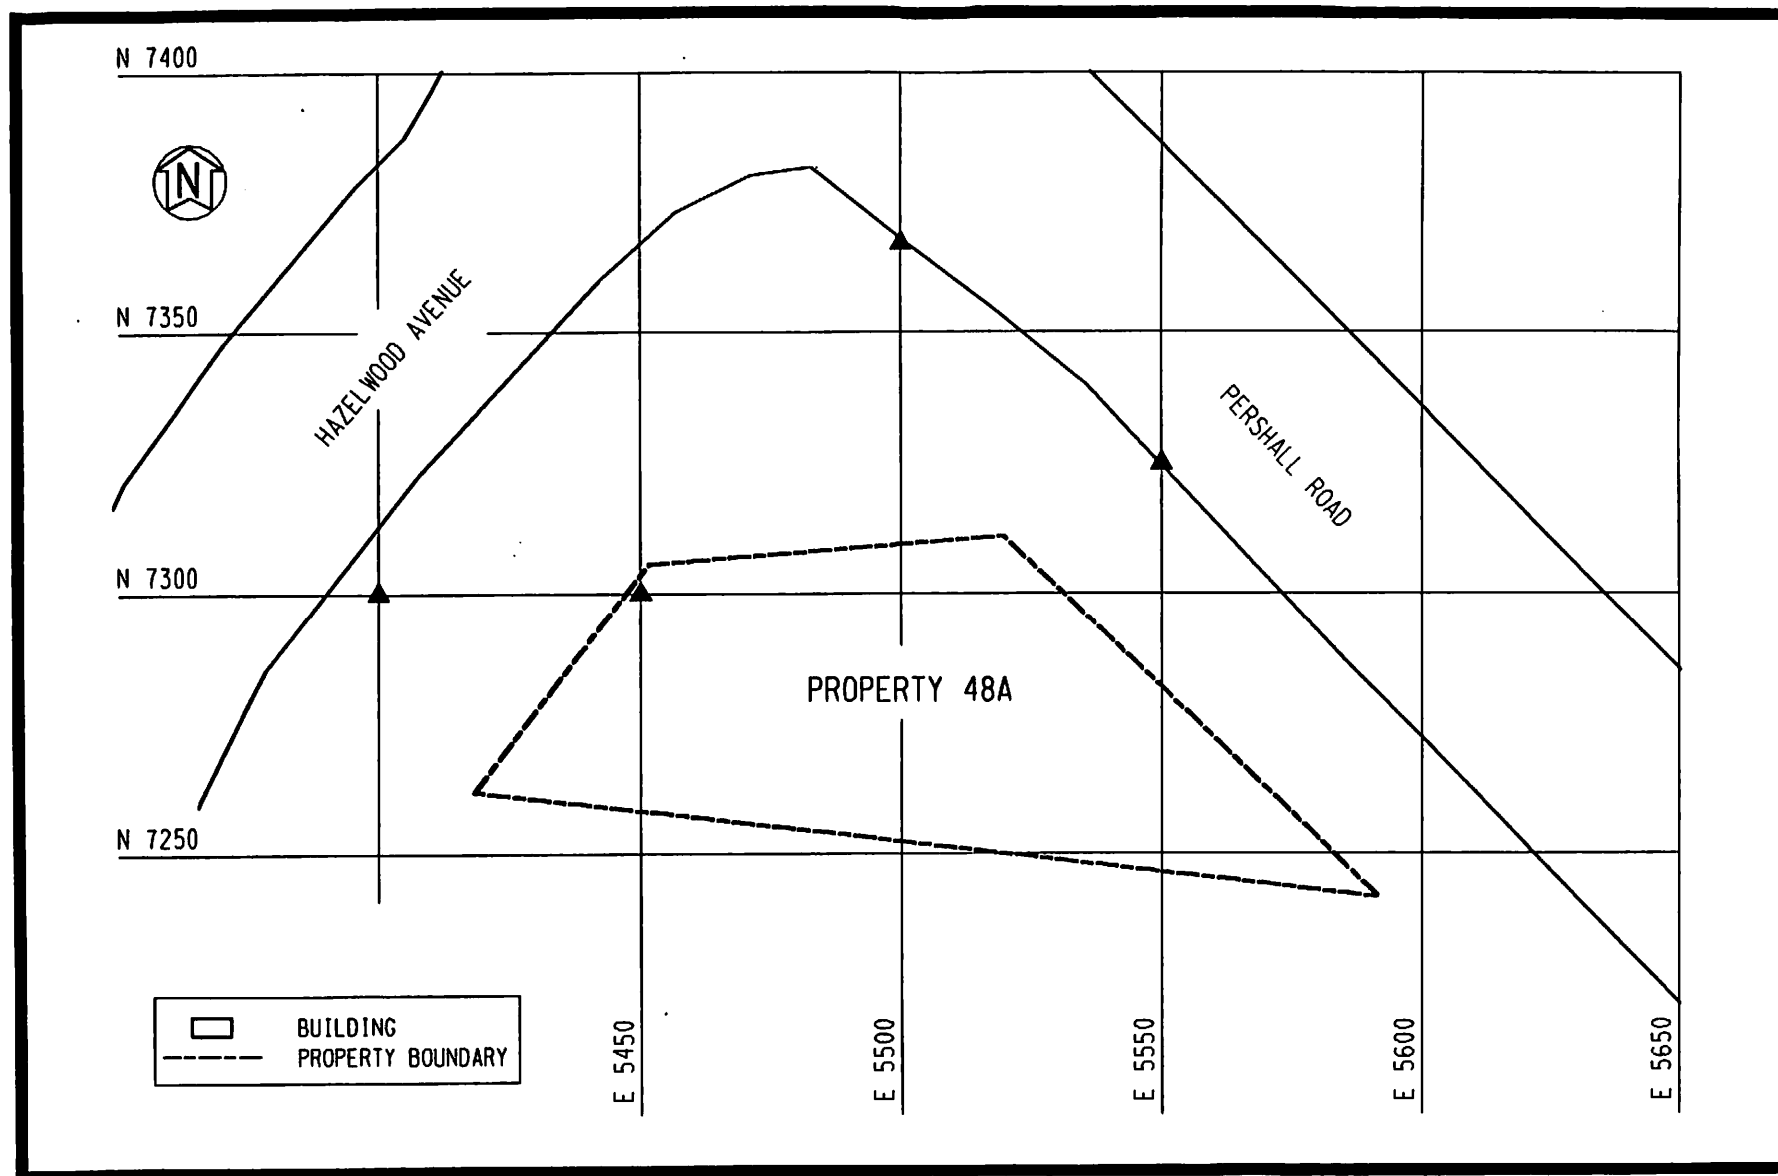 N 7400
N
N 7350
HAZELWOOD AVENUE
PERSHALL ROAD
N 7300
PROPERTY 48A
N 7250
BUILDING
PROPERTY BOUNDARY
E 5450
E 5500
E 5550
E 5600
E 5650